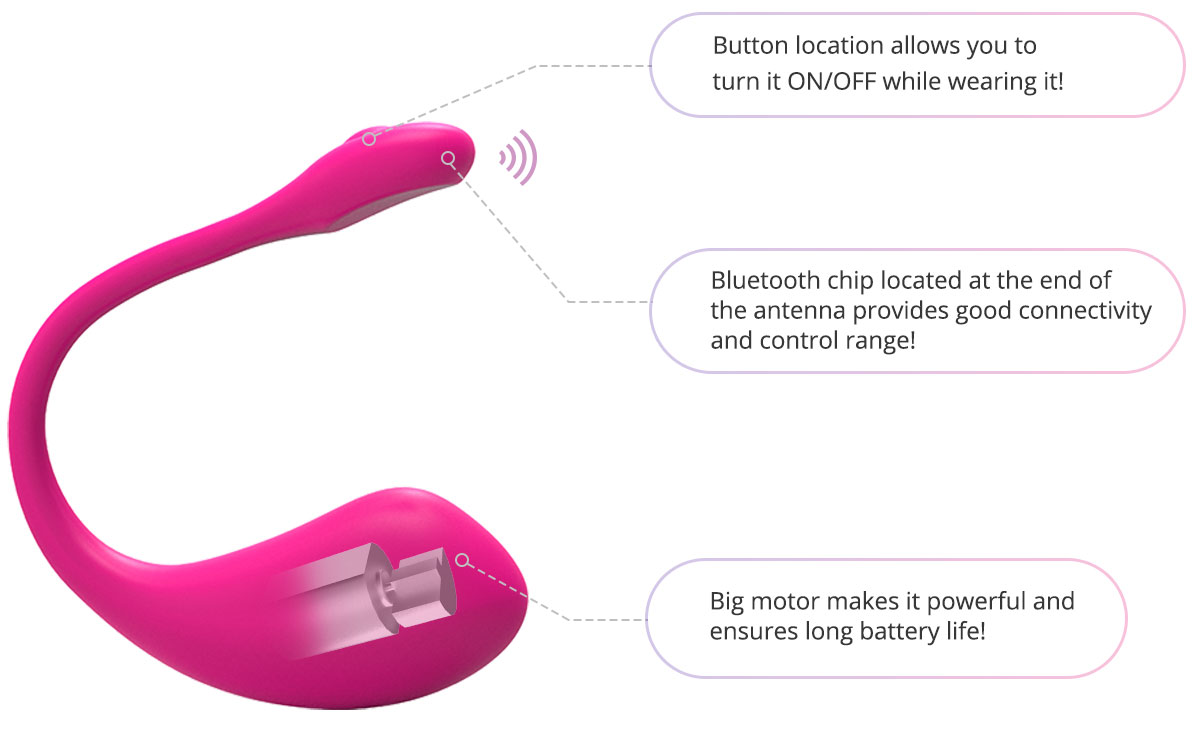 Button location allows you to
turn it ON/OFF while wearing it!
Bluetooth chip located at the end of
the antenna provides good connectivity
and control range!
Big motor makes it powerful and
ensures long battery life!